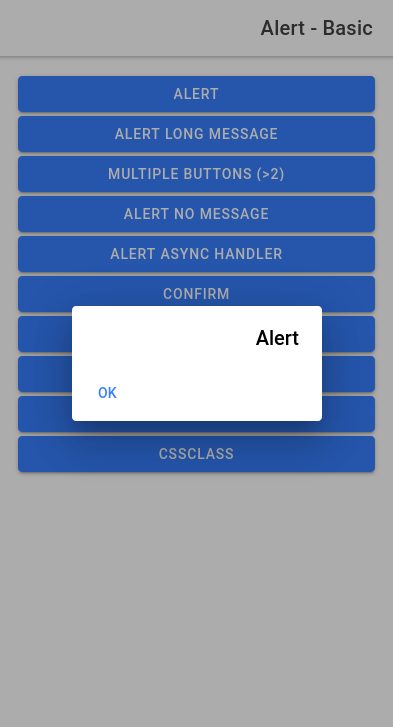 Alert - Basic
ALERT
ALERT LONG MESSAGE
MULTIPLE BUTTONS (>2)
ALERT NO MESSAGE
ALERT ASYNC HANDLER
CONFIRM
Alert
OK
CSSCLASS